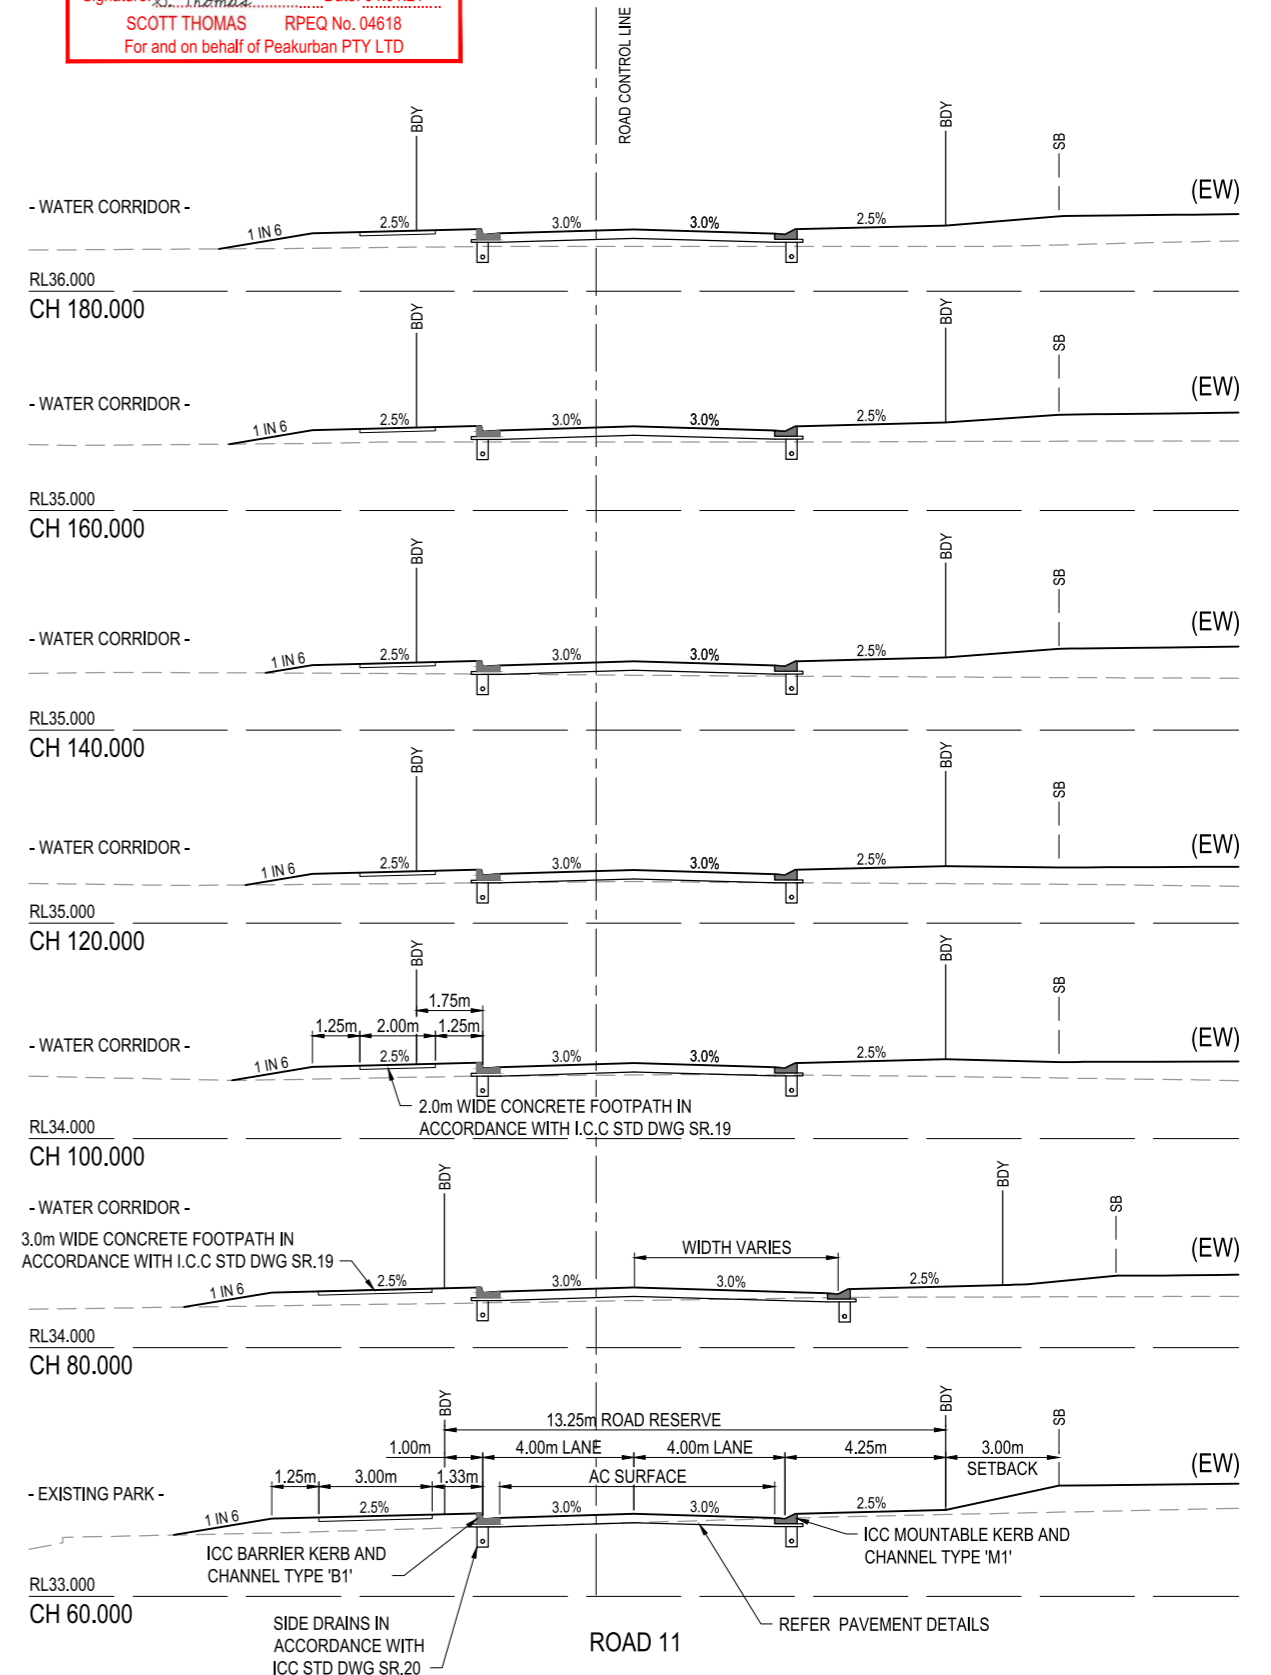 S. Thomas
SCOTT THOMAS RPEQ No. 04618
For and on behalf of Peakurban PTY LTD
ROAD CONTROL LINE
BDY
BDY
SB
(EW)
- WATER CORRIDOR -
1 IN 6
2.5%
3.0%
3.0%
2.5%
RL36.000
CH 180.000
BDY
BDY
SB
(EW)
- WATER CORRIDOR -
1 IN 6
2.5%
3.0%
3.0%
2.5%
RL35.000
CH 160.000
BDY
BDY
SB
(EW)
- WATER CORRIDOR -
1 IN 6
2.5%
3.0%
3.0%
2.5%
RL35.000
CH 140.000
BDY
BDY
SB
(EW)
- WATER CORRIDOR -
1 IN 6
2.5%
3.0%
3.0%
2.5%
RL35.000
CH 120.000
BDY
BDY
SB
(EW)
1.75m
1.25m
2.00m
1.25m
- WATER CORRIDOR -
1 IN 6
2.5%
3.0%
3.0%
2.5%
2.0m WIDE CONCRETE FOOTPATH IN
ACCORDANCE WITH I.C.C STD DWG SR.19
RL34.000
CH 100.000
BDY
BDY
SB
(EW)
- WATER CORRIDOR -
3.0m WIDE CONCRETE FOOTPATH IN
ACCORDANCE WITH I.C.C STD DWG SR.19
WIDTH VARIES
1 IN 6
2.5%
3.0%
3.0%
2.5%
RL34.000
CH 80.000
BDY
BDY
SB
(EW)
13.25m ROAD RESERVE
1.00m
4.00m LANE
4.00m LANE
4.25m
3.00m
SETBACK
1.25m
3.00m
1.33m
AC SURFACE
- EXISTING PARK -
1 IN 6
2.5%
3.0%
3.0%
2.5%
ICC BARRIER KERB AND
CHANNEL TYPE 'B1'
ICC MOUNTABLE KERB AND
CHANNEL TYPE 'M1'
RL33.000
CH 60.000
SIDE DRAINS IN
ACCORDANCE WITH
ICC STD DWG SR.20
REFER PAVEMENT DETAILS
ROAD 11